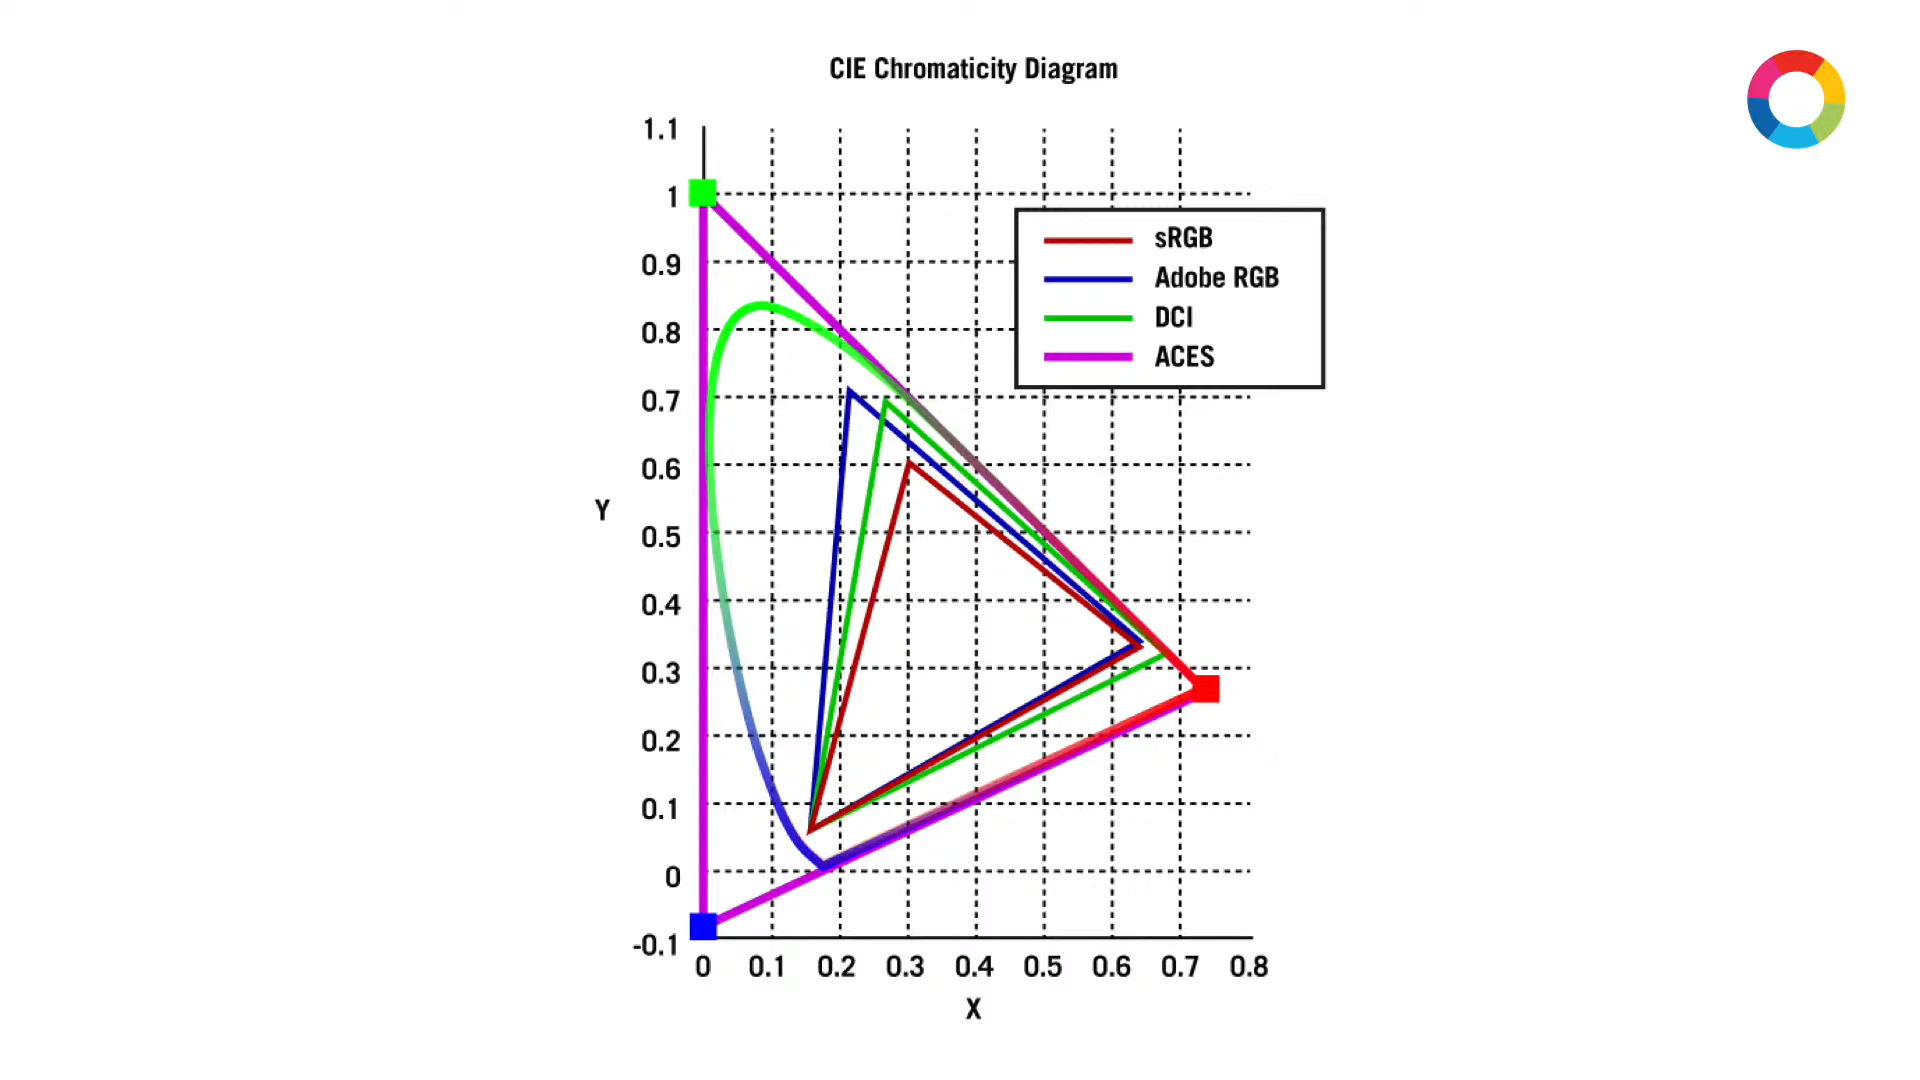 CIE Chromaticity Diagram
1.1
1
0.9
0.8
0.7
0.6
0.5
0.4
0.3
0.2
0.1
0
-0.1
Y
sRGB
Adobe RGB
DCI
ACES
0 0.1 0.2 0.3 0.4 0.5 0.6 0.7 0.8
X